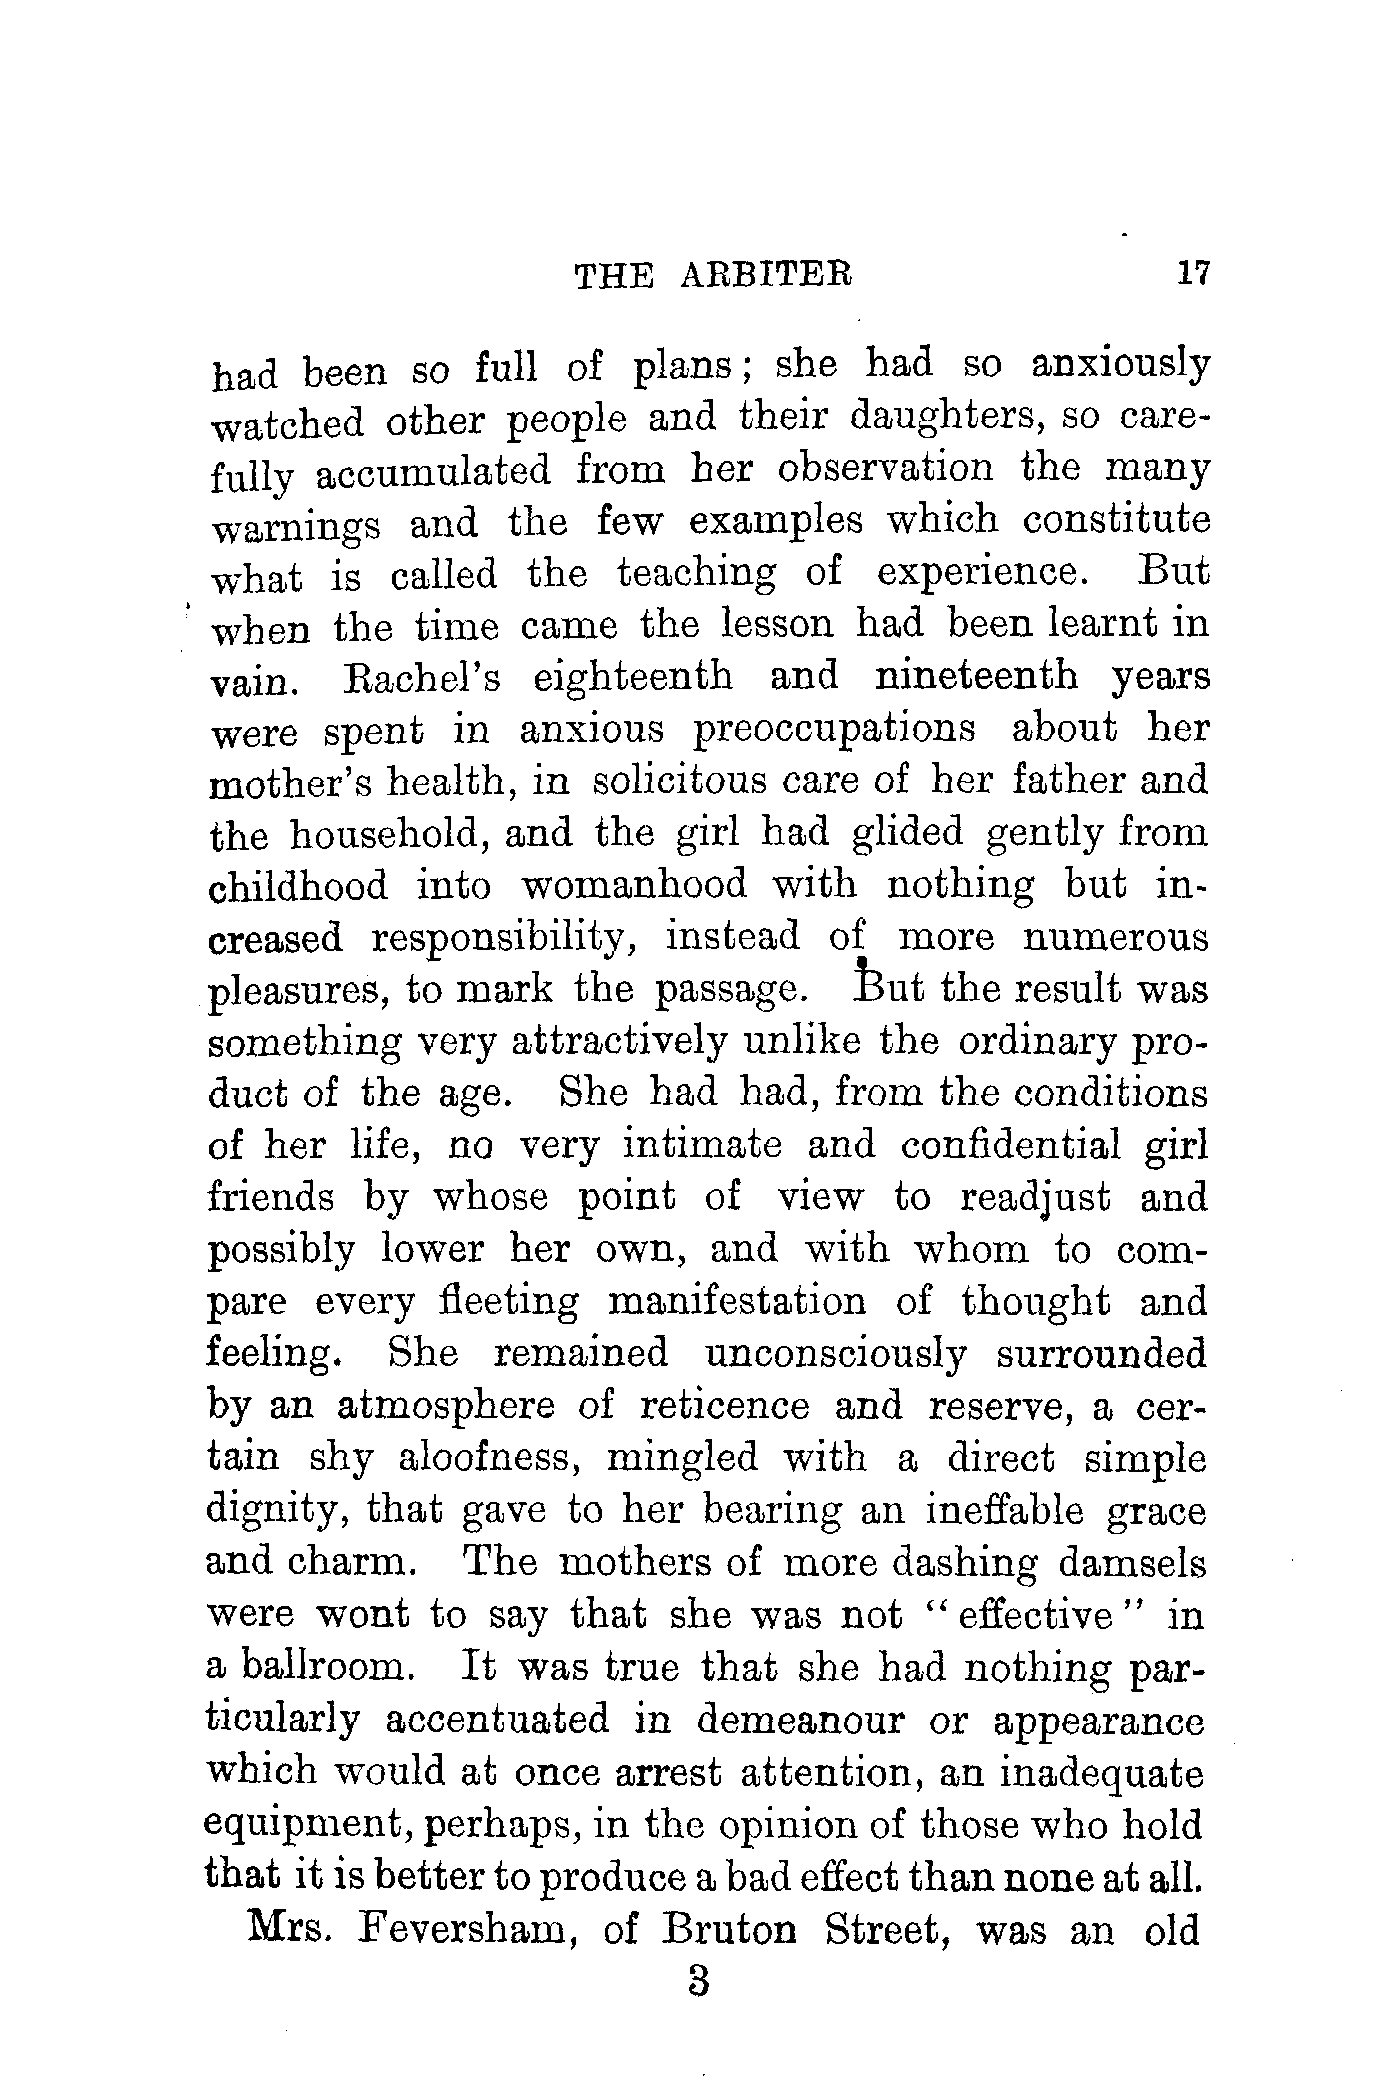 THE ARBITER 17
had been so full of plans; she had so anxiously
watched other people and their daughters, so care-
fully accumulated from her observation the many
warnings and the few examples which constitute
what is called the teaching of experience. But
when the time came the lesson had been learnt in
vain. Rachel's eighteenth and nineteenth years
were spent in anxious preoccupations about her
mother's health, in solicitous care of her father and
the household, and the girl had glided gently from
childhood into womanhood with nothing but in-
creased responsibility, instead of more numerous
pleasures, to mark the passage. But the result was
something very attractively unlike the ordinary pro-
duct of the age. She had had, from the conditions
of her life, no very intimate and confidential girl
friends by whose point of view to readjust and
possibly lower her own, and with whom to com-
pare every fleeting manifestation of thought and
feeling. She remained unconsciously surrounded
by an atmosphere of reticence and reserve, a cer-
tain shy aloofness, mingled with a direct simple
dignity, that gave to her bearing an ineffable grace
and charm. The mothers of more dashing damsels
were wont to say that she was not “effective” in
a ballroom. It was true that she had nothing par-
ticularly accentuated in demeanour or appearance
which would at once arrest attention, an inadequate
equipment, perhaps, in the opinion of those who hold
that it is better to produce a bad effect than none at all.
Mrs. Feversham, of Bruton Street, was an old
3